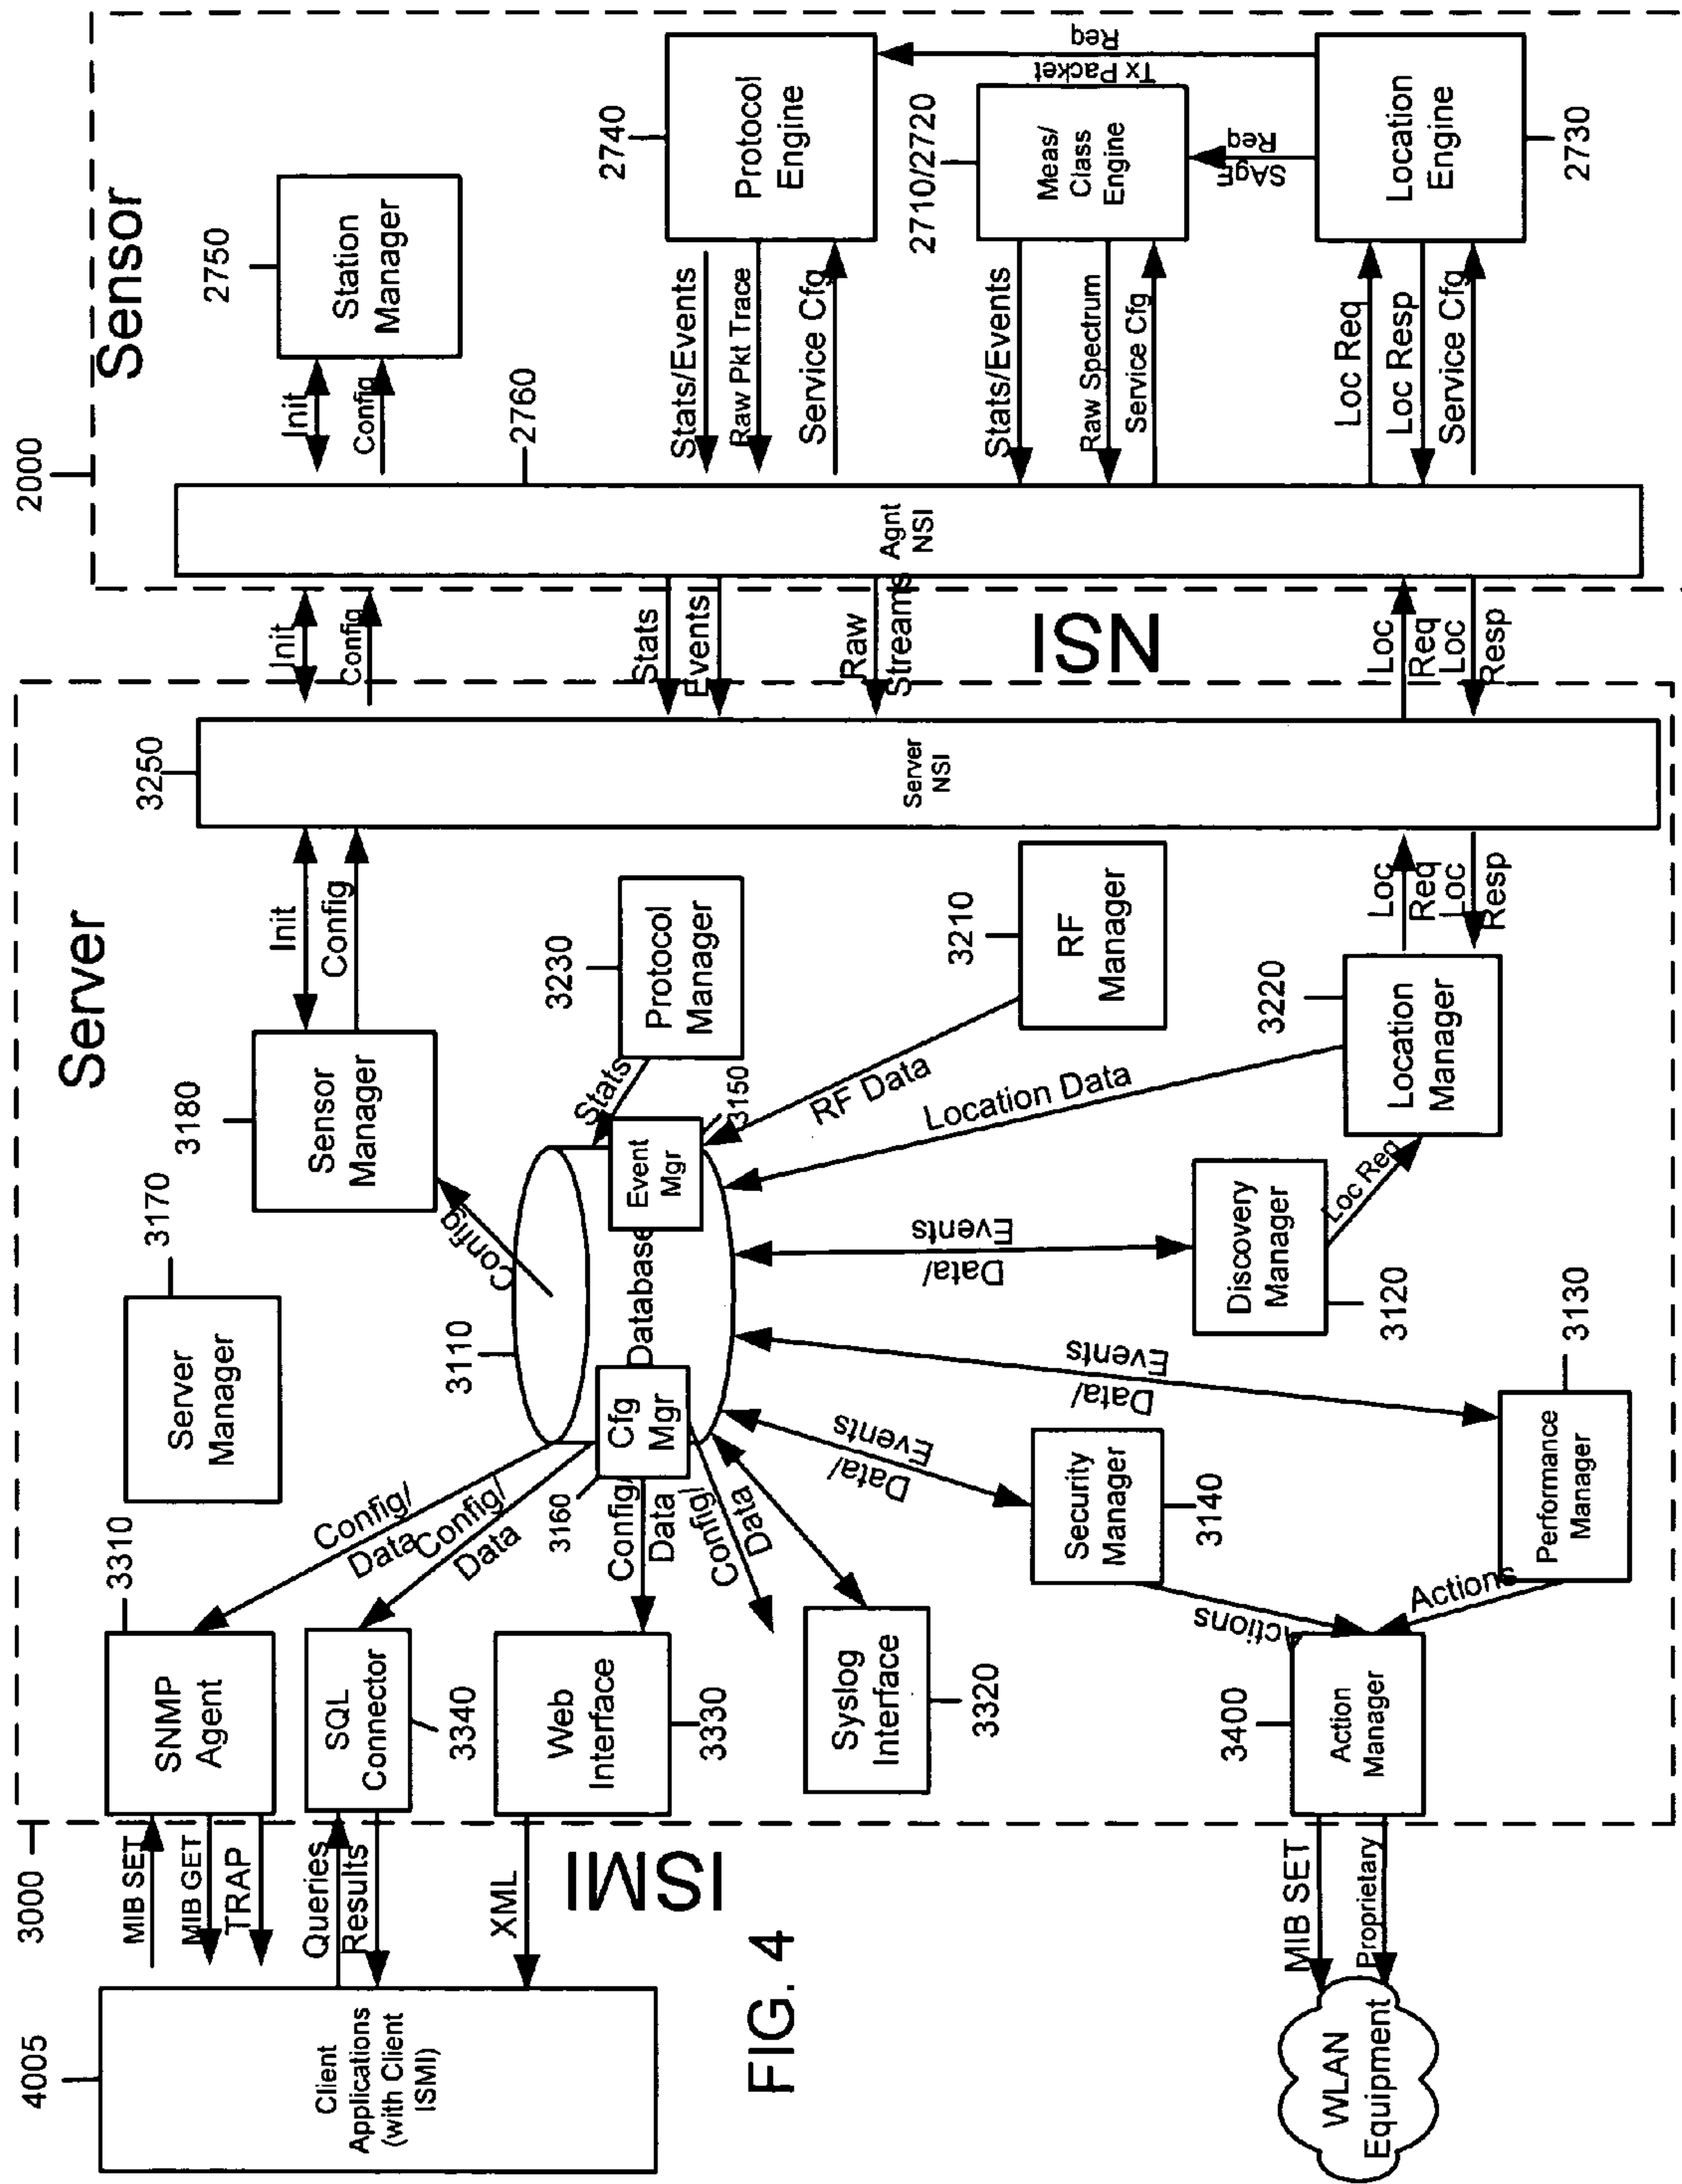 4005
Client
Applications
(with Client
ISMI)
FIG. 4
WLAN
Equipment
3000
MIB SET
MIB GET
TRAP
Queries
Results
XML
ISMI
MIB SET
Proprietary
Server
3310
SNMP
Agent
SQL
Connector
3340
Web
Interface
3330
Syslog
Interface
3320
3400
Action
Manager
Config/
Data
Config/
Data
3160
Config/
Data
Config/
Data
Actions
ctions
3170
Server
Manager
3110
Database
Cfg
Mgr
Event
Mgr
3150
Data/
Events
Data/
Events
Data/
Events
Security
Manager
3140
Performance
Manager
3130
Discovery
Manager
3120
Loc Req
3180
Sensor
Manager
Config
Stats
3230
Protocol
Manager
RF Data
3210
RF
Manager
Location Data
3220
Location
Manager
Init
Config
Loc
Req
Loc
Resp
3250
Server
NSI
Init
Config
Stats
Events
Raw
Streams
NSI
Loc
Req
Loc
Resp
2000
Sensor
Agnt
NSI
2760
Init
Config
2750
Station
Manager
Stats/Events
Raw Pkt Trace
Service Cfg
2740
Protocol
Engine
Stats/Events
Raw Spectrum
Service Cfg
2710/2720
Meas/
Class
Engine
Tx Packet
Req
SAgE
Req
Loc Req
Loc Resp
Service Cfg
Location
Engine
2730